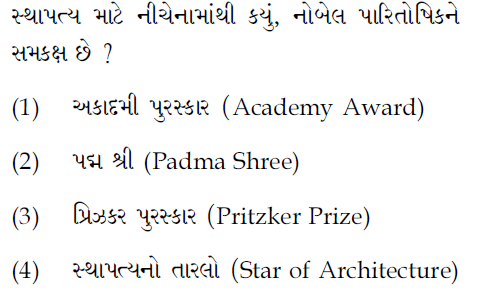 સ્થાપત્ય માટે નીચેનામાંથી કયું, નોબેલ પારિતોષિકને
સમકક્ષ છે ?
(1) અકાદમી પુરસ્કાર (Academy Award)
(2) પદ્મ શ્રી (Padma Shree)
(3) પ્રિઝકર પુરસ્કાર (Pritzker Prize)
(4) સ્થાપત્યનો તારલો (Star of Architecture)